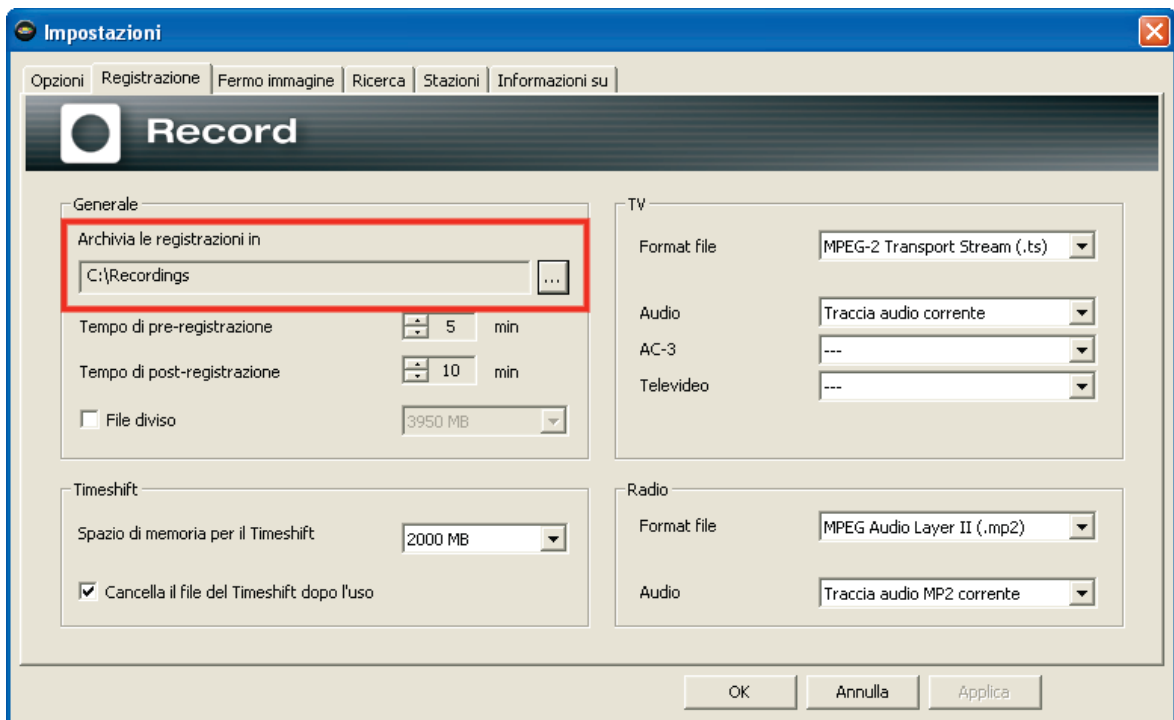 Impostazioni
Opzioni Registrazione Fermo immagine Ricerca Stazioni Informazioni su
Record
Generale
Archivia le registrazioni in
C:\Recordings ...
Tempo di pre-registrazione 5 min
Tempo di post-registrazione 10 min
File diviso 3950 MB
Timeshift
Spazio di memoria per il Timeshift 2000 MB
Cancella il file del Timeshift dopo l'uso
TV
Format file MPEG-2 Transport Stream (.ts)
Audio Traccia audio corrente
AC-3 ---
Televideo ---
Radio
Format file MPEG Audio Layer II (.mp2)
Audio Traccia audio MP2 corrente
OK Annulla Applica